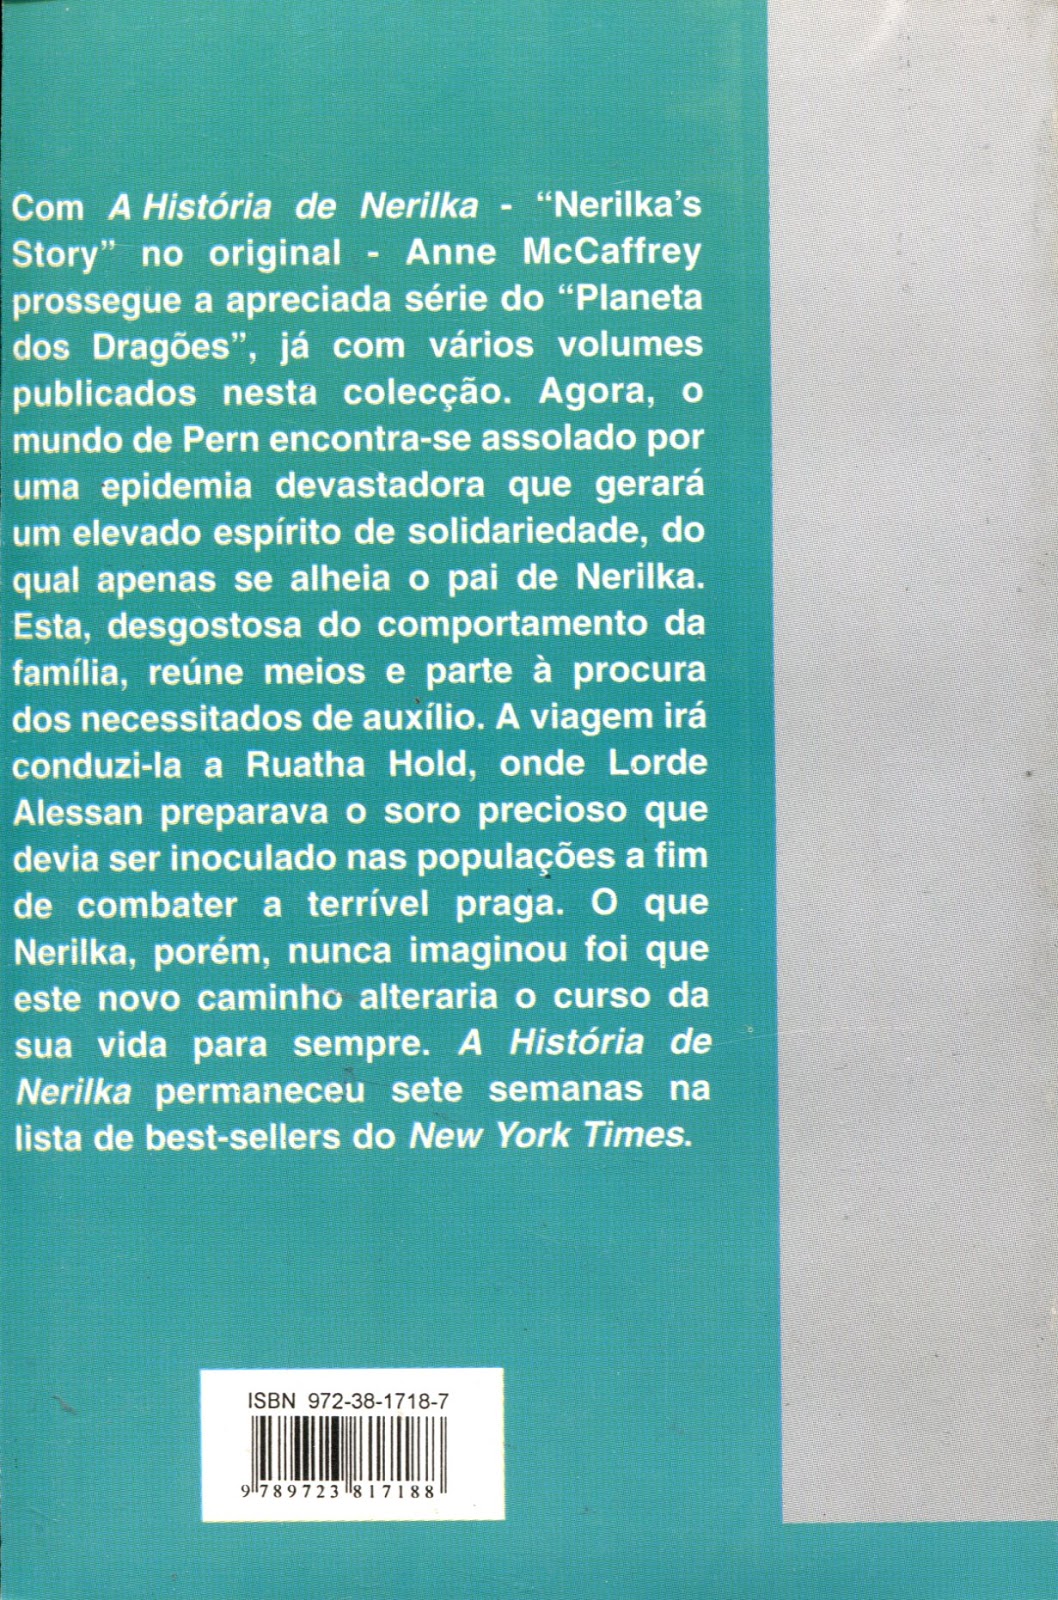 Com A História de Nerilka - “Nerilka’s
Story” no original - Anne McCaffrey
prossegue a apreciada série do “Planeta
dos Dragões”, já com vários volumes
publicados nesta colecção. Agora, o
mundo de Pern encontra-se assolado por
uma epidemia devastadora que gerará
um elevado espírito de solidariedade, do
qual apenas se alheia o pai de Nerilka.
Esta, desgostosa do comportamento da
família, reúne meios e parte à procura
dos necessitados de auxílio. A viagem irá
conduzi-la a Ruatha Hold, onde Lorde
Alessan preparava o soro precioso que
devia ser inoculado nas populações a fim
de combater a terrível praga. O que
Nerilka, porém, nunca imaginou foi que
este novo caminho alteraria o curso da
sua vida para sempre. A História de
Nerilka permaneceu sete semanas na
lista de best-sellers do New York Times.
ISBN 972-38-1718-7
9 789723 817188